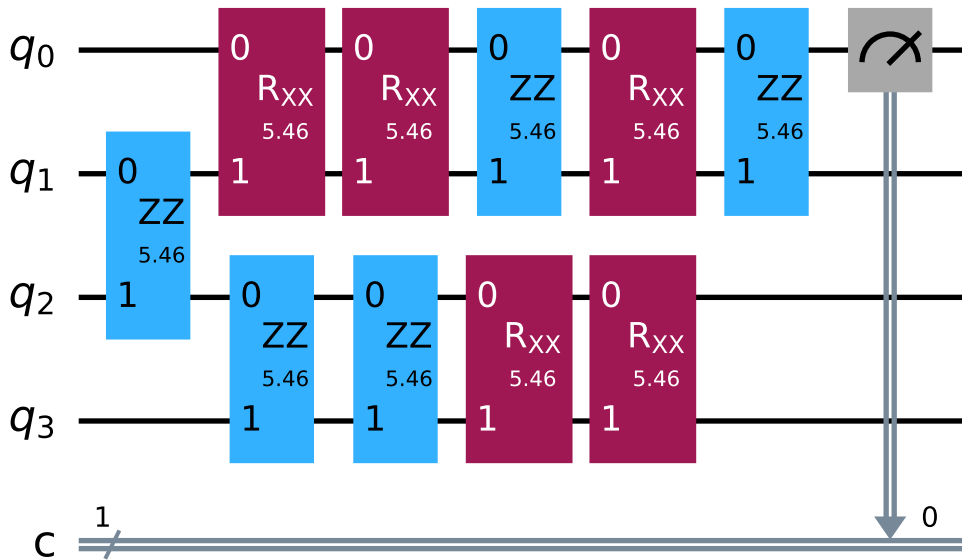 q0 0 0 0 0 0
RXX RXX ZZ RXX ZZ
5.46 5.46 5.46 5.46 5.46
q1 0 1 1 1 1 1
ZZ
5.46
q2 1 0 0 0 0
ZZ ZZ RXX RXX
5.46 5.46 5.46 5.46
q3 1 1 1 1
1 0
c